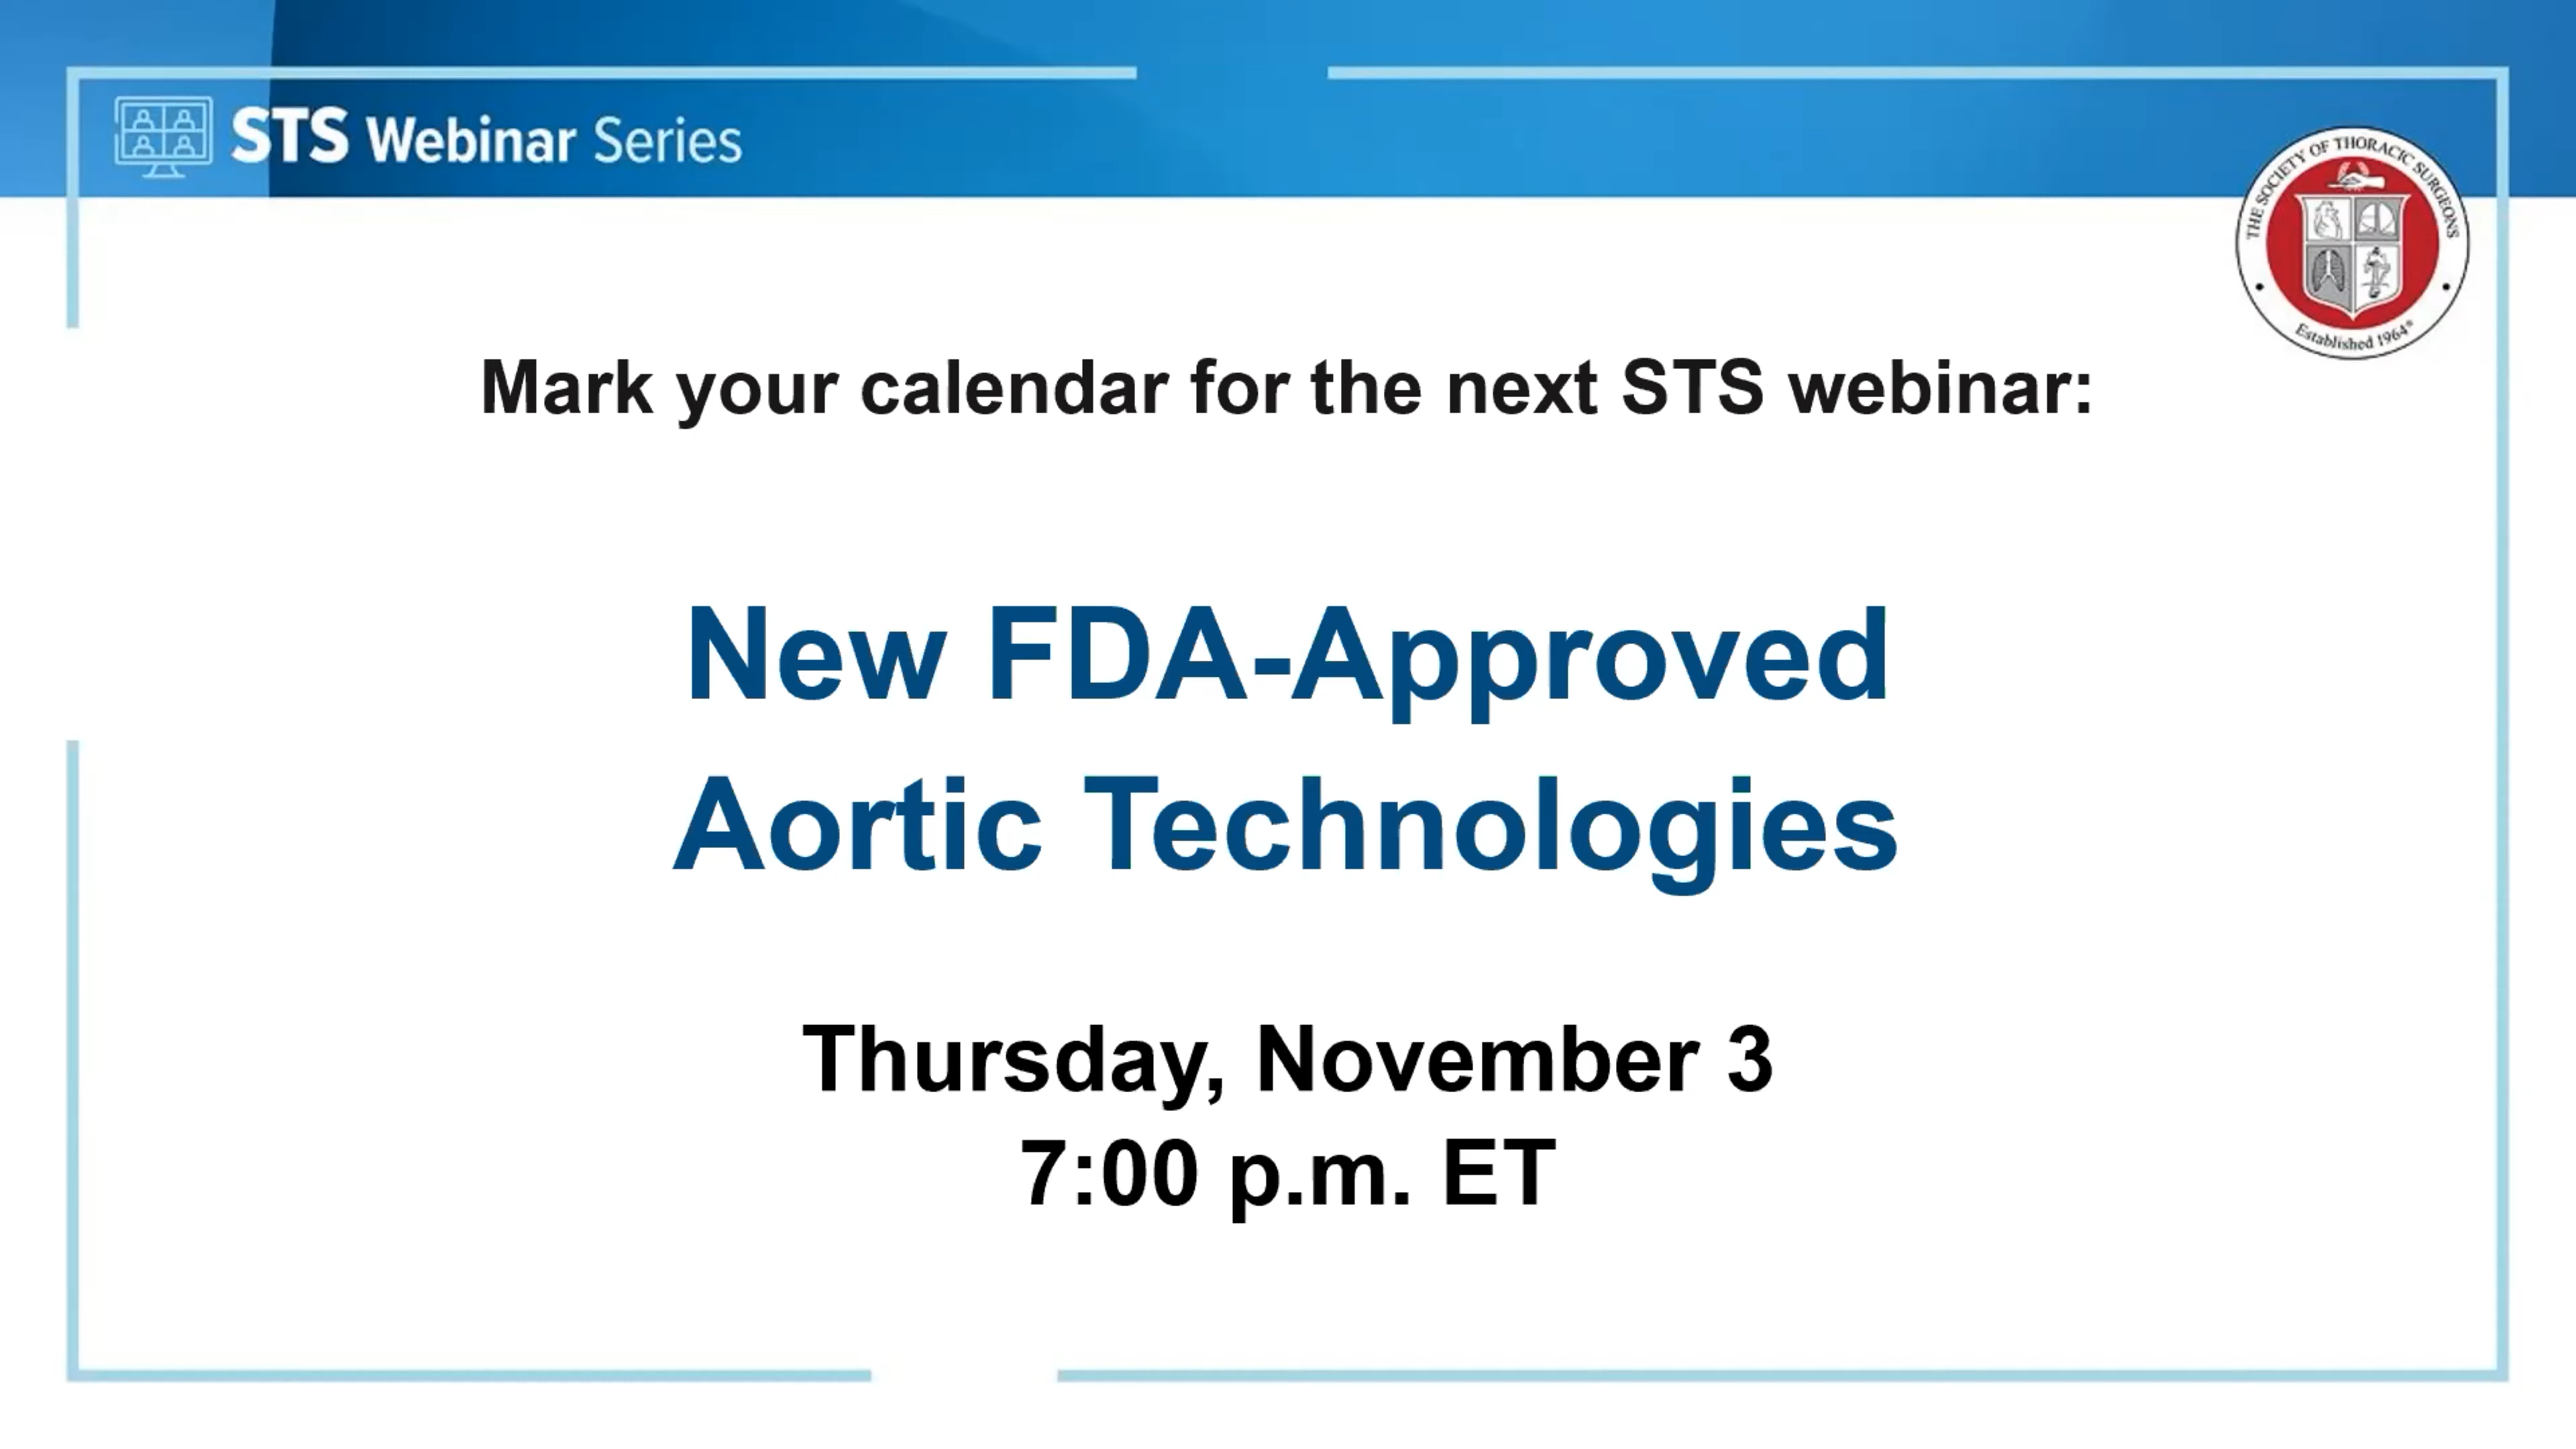 STS Webinar Series
THE SOCIETY OF THORACIC SURGEONS
Established 1964®
Mark your calendar for the next STS webinar:
New FDA-Approved
Aortic Technologies
Thursday, November 3
7:00 p.m. ET